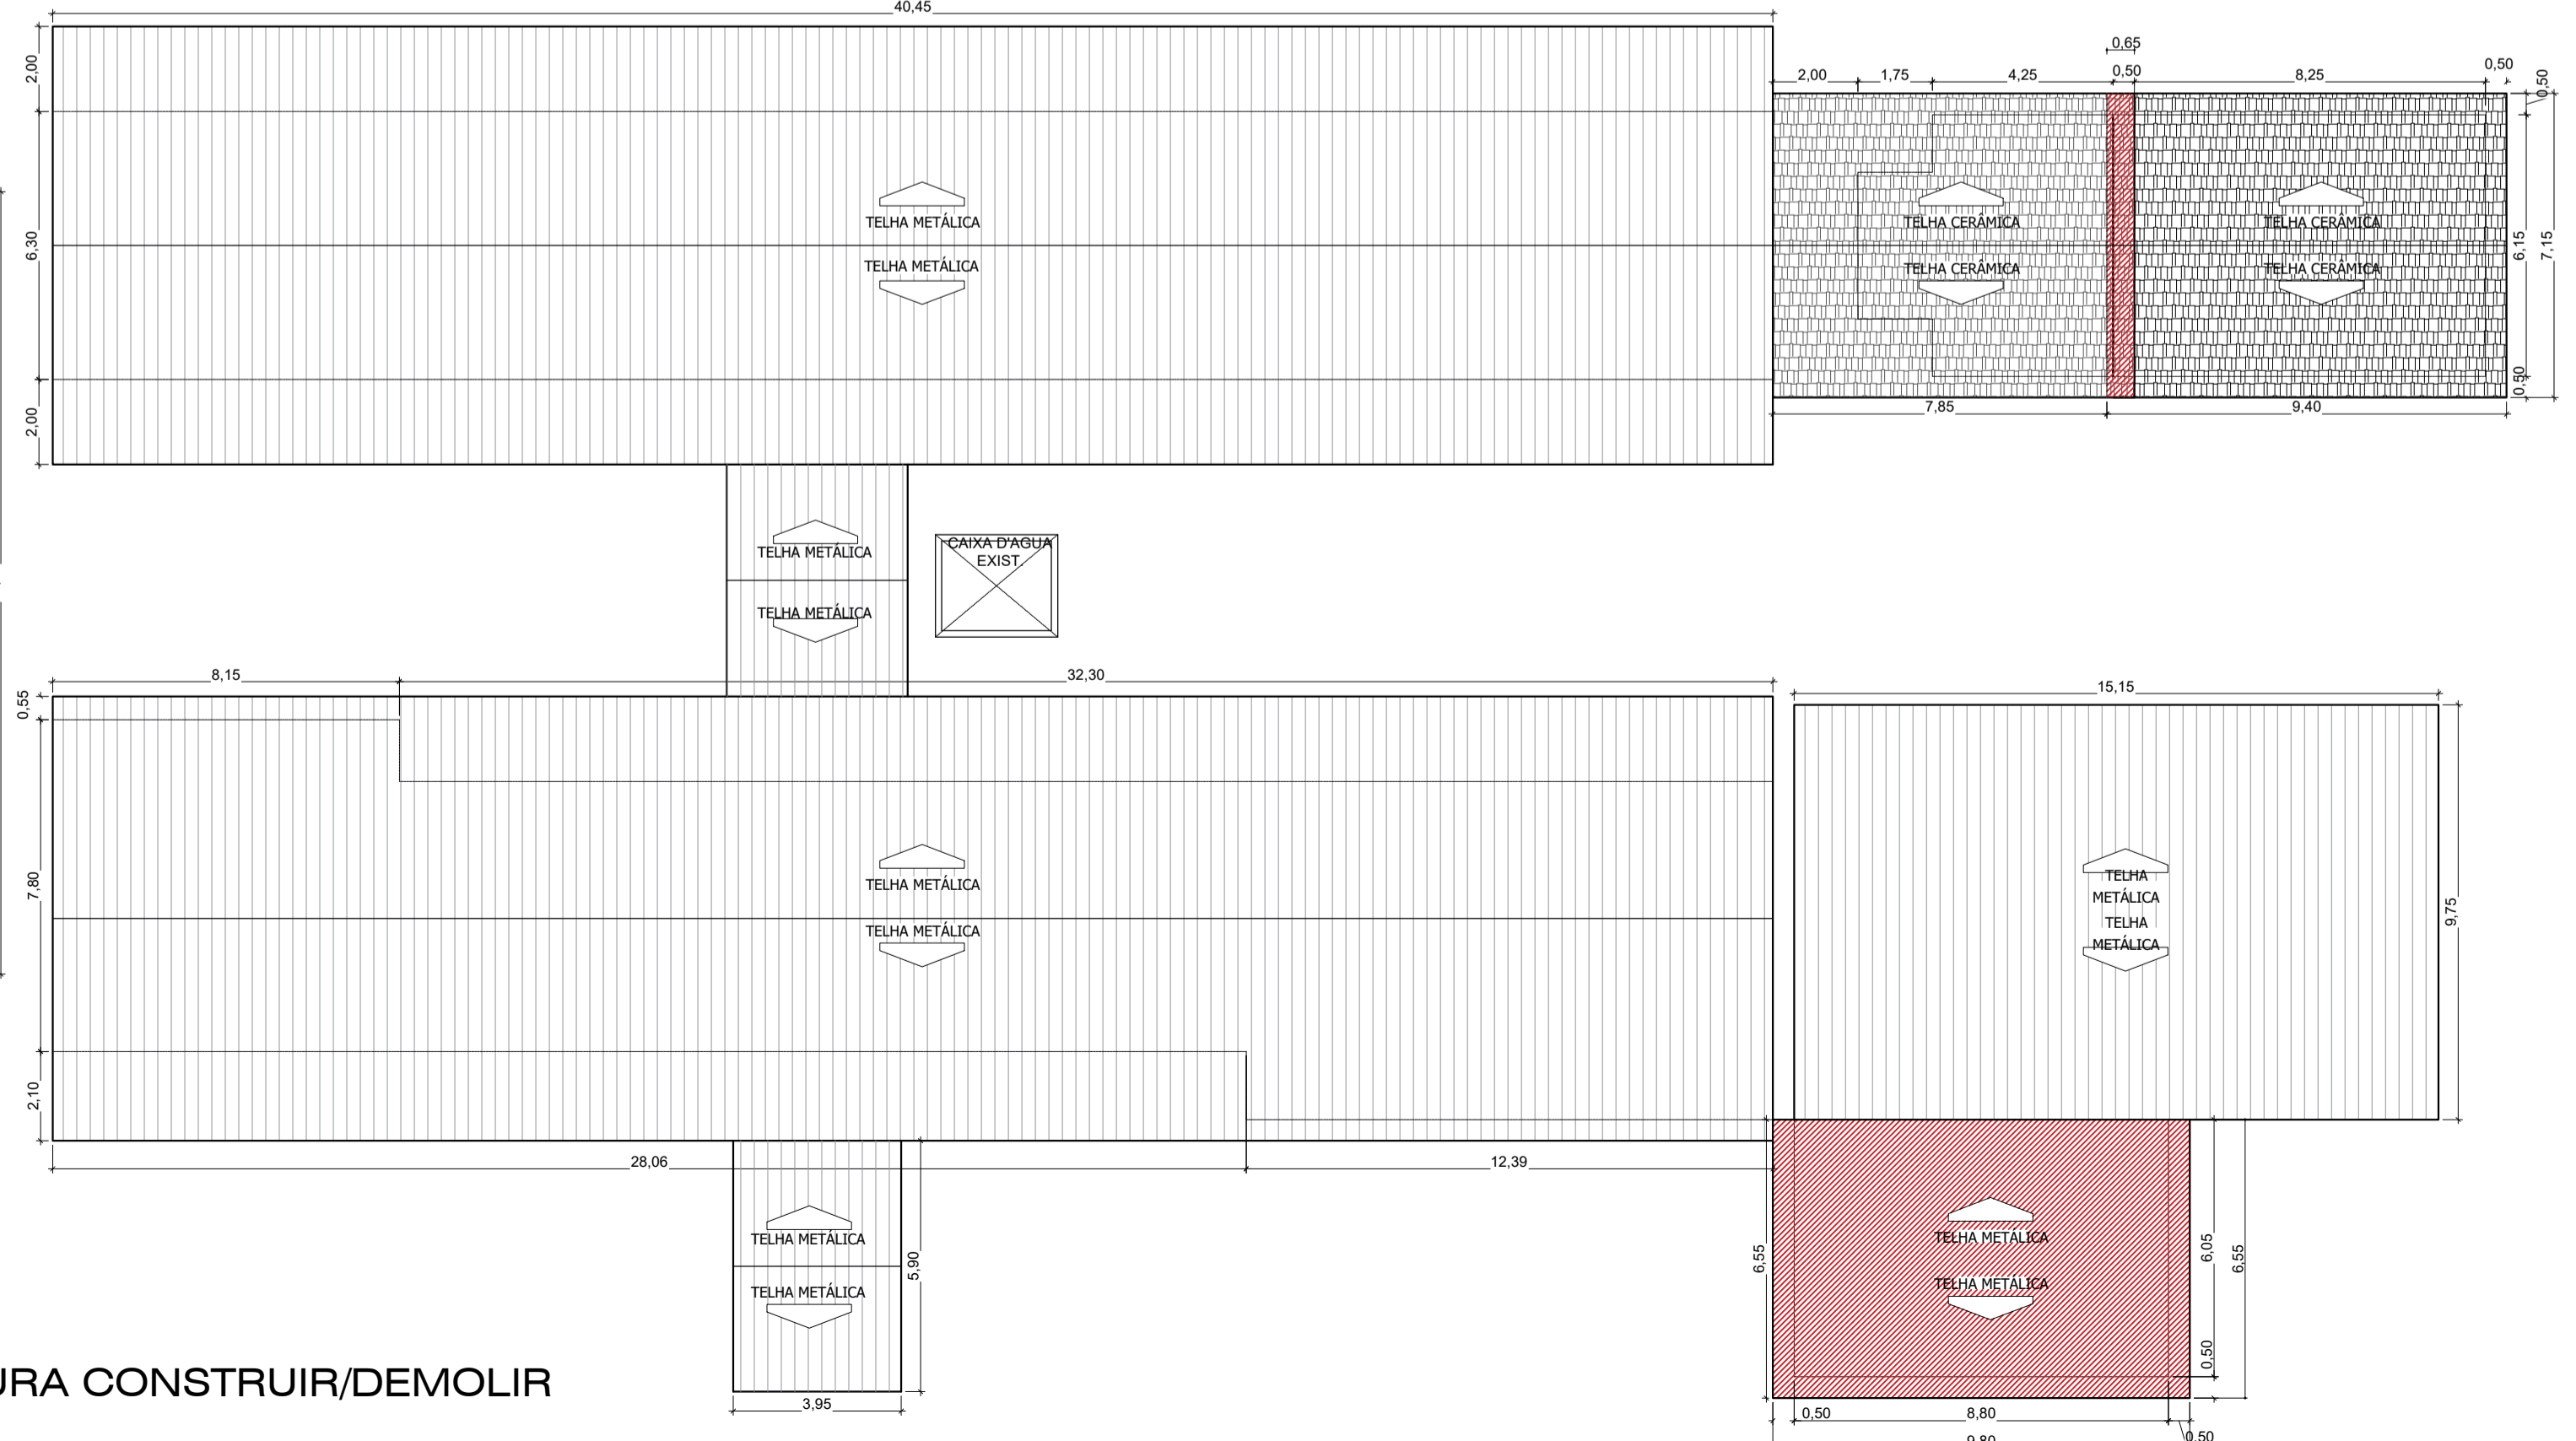 40,45
2,00
6,30
2,00
TELHA METÁLICA
TELHA METÁLICA
0,65
2,00
1,75
4,25
0,50
8,25
0,50
0,50
TELHA CERÂMICA
TELHA CERÂMICA
TELHA CERÂMICA
TELHA CERÂMICA
6,15
7,15
0,50
7,85
9,40
TELHA METÁLICA
TELHA METÁLICA
CAIXA D'AGUA
EXIST.
8,15
32,30
15,15
0,55
7,80
2,10
TELHA METÁLICA
TELHA METÁLICA
TELHA
METÁLICA
TELHA
METÁLICA
9,75
28,06
12,39
TELHA METÁLICA
TELHA METÁLICA
5,90
3,95
6,55
TELHA METÁLICA
TELHA METÁLICA
6,05
6,55
0,50
0,50
8,80
0,50
9,80
URA CONSTRUIR/DEMOLIR